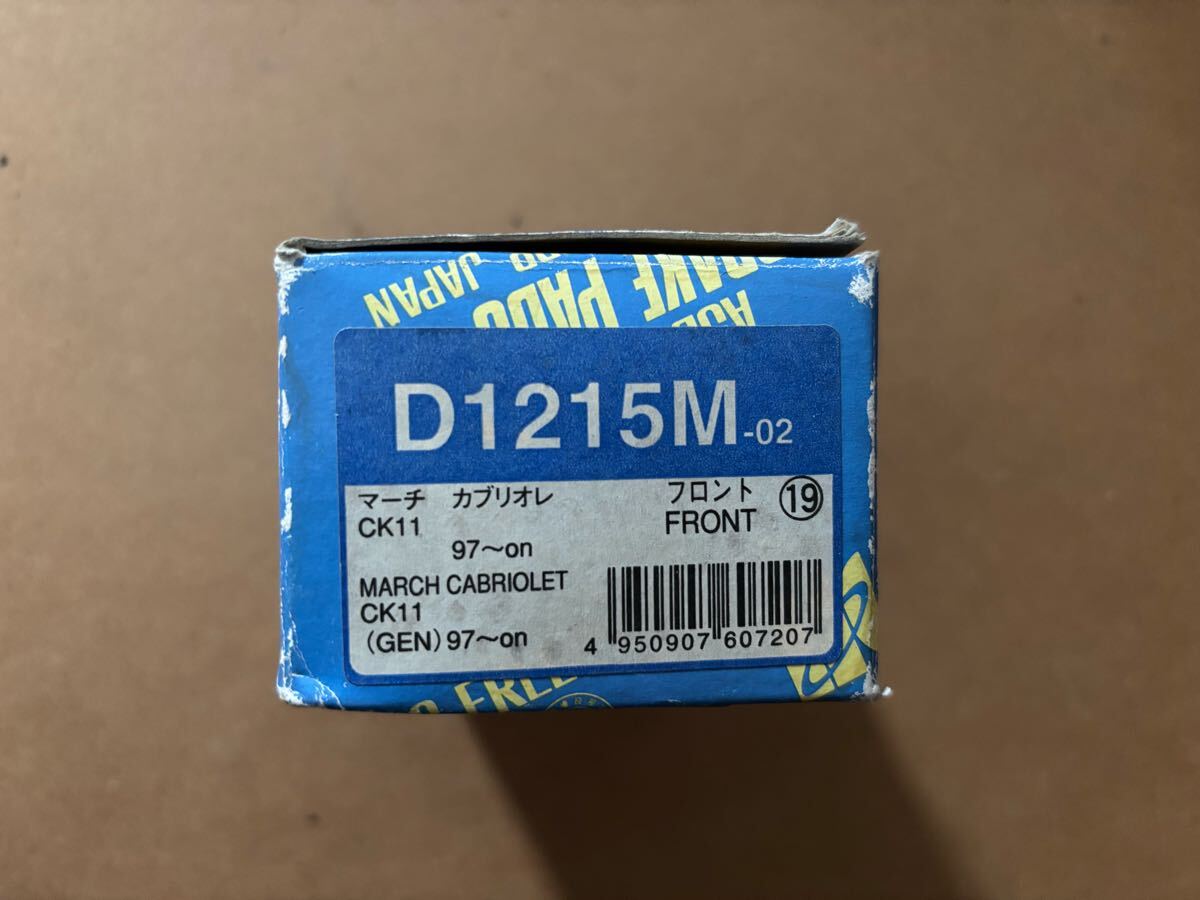 JAPAN
D1215M-02
マーチ カブリオレ フロント ⑲
CK11 FRONT
97～on
MARCH CABRIOLET
CK11
(GEN) 97～on
4 950907 607207